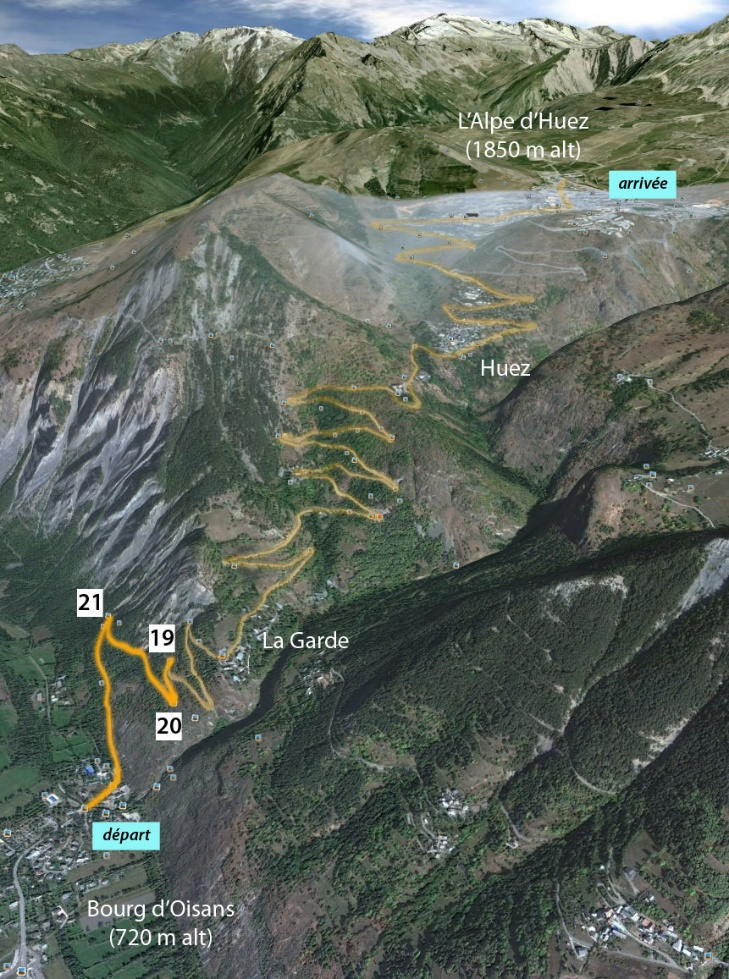 L'Alpe d'Huez
(1850 m alt)
arrivée
Huez
21
19
La Garde
20
départ
Bourg d'Oisans
(720 m alt)